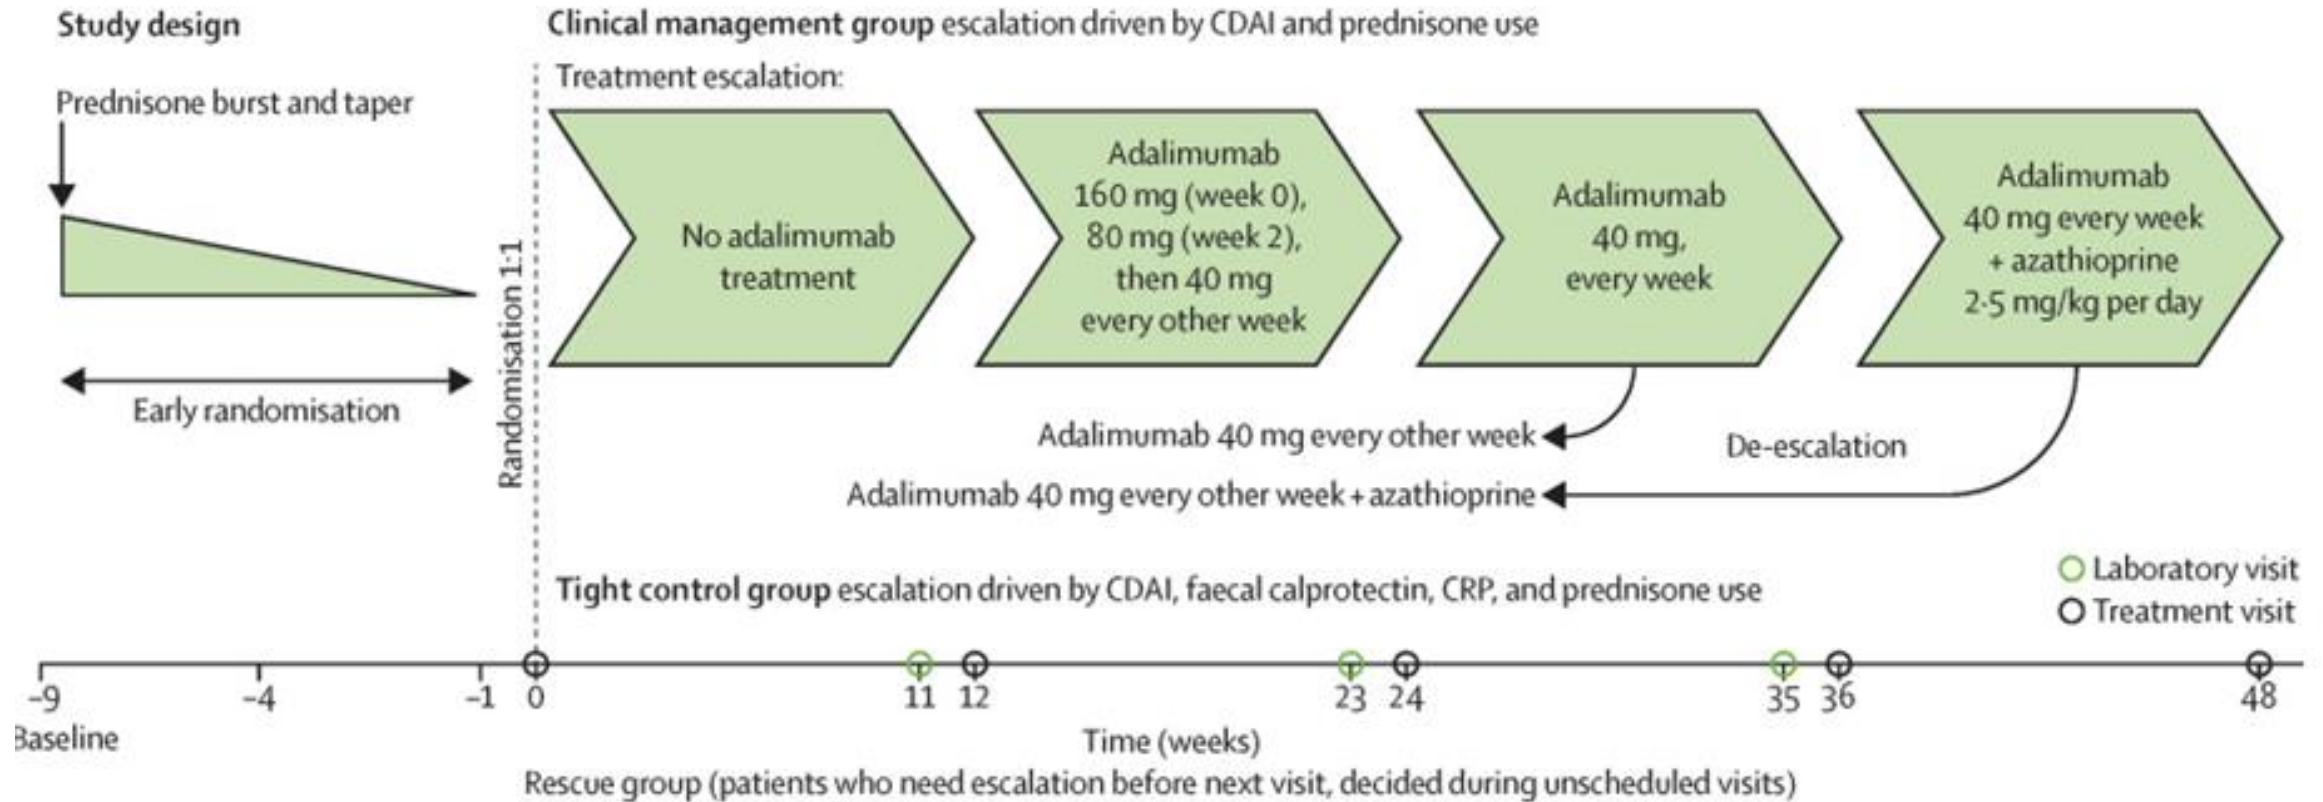 Study design
Prednisone burst and taper
Early randomisation
Randomisation 1:1
Clinical management group escalation driven by CDAI and prednisone use
Treatment escalation:
No adalimumab
treatment
Adalimumab
160 mg (week 0),
80 mg (week 2),
then 40 mg
every other week
Adalimumab
40 mg,
every week
Adalimumab
40 mg every week
+ azathioprine
2·5 mg/kg per day
Adalimumab 40 mg every other week
De-escalation
Adalimumab 40 mg every other week + azathioprine
Tight control group escalation driven by CDAI, faecal calprotectin, CRP, and prednisone use
Laboratory visit
Treatment visit
–9 –4 –1 0 11 12 23 24 35 36 48
Baseline
Time (weeks)
Rescue group (patients who need escalation before next visit, decided during unscheduled visits)